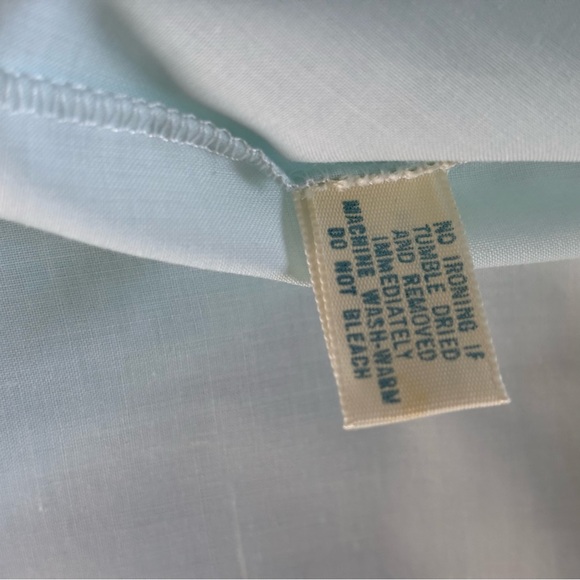 NO IRONING IF
TUMBLE DRIED
AND REMOVED
IMMEDIATELY
MACHINE WASH-WARM
DO NOT BLEACH